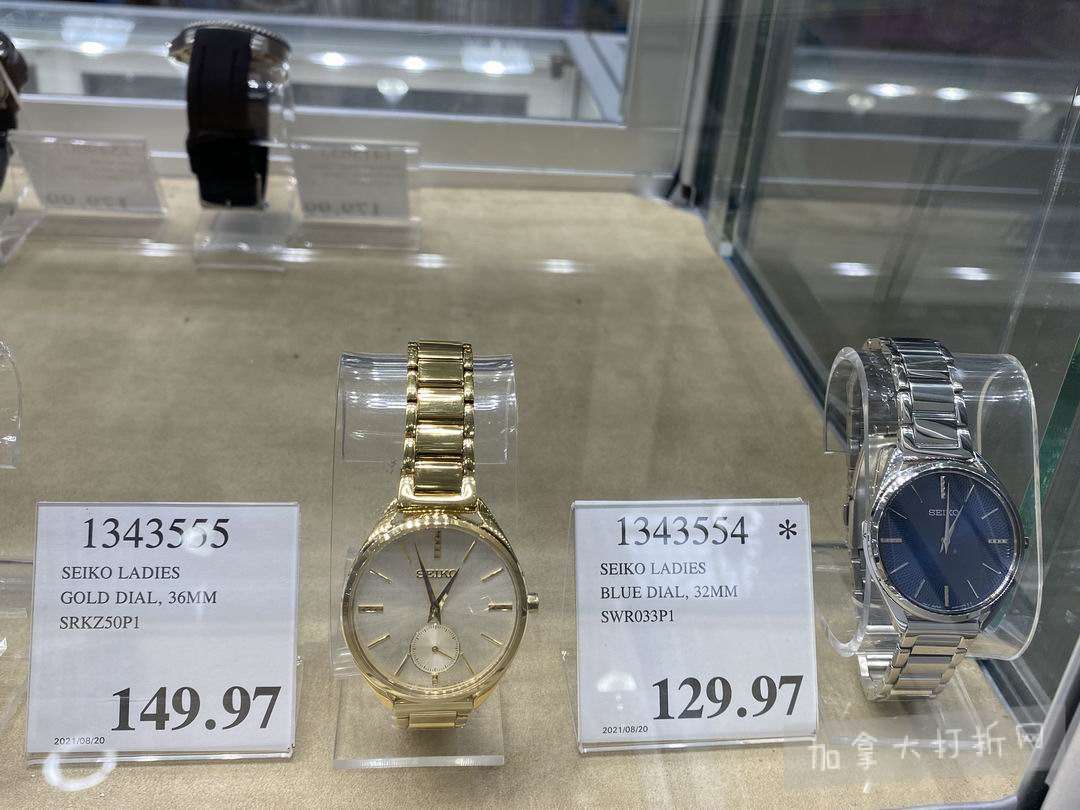 1343555
SEIKO LADIES
GOLD DIAL, 36MM
SRKZ50P1
149.97
2021/08/20
SEIKO
1343554 *
SEIKO LADIES
BLUE DIAL, 32MM
SWR033P1
129.97
2021/08/20
SEIKO
加拿大打折网